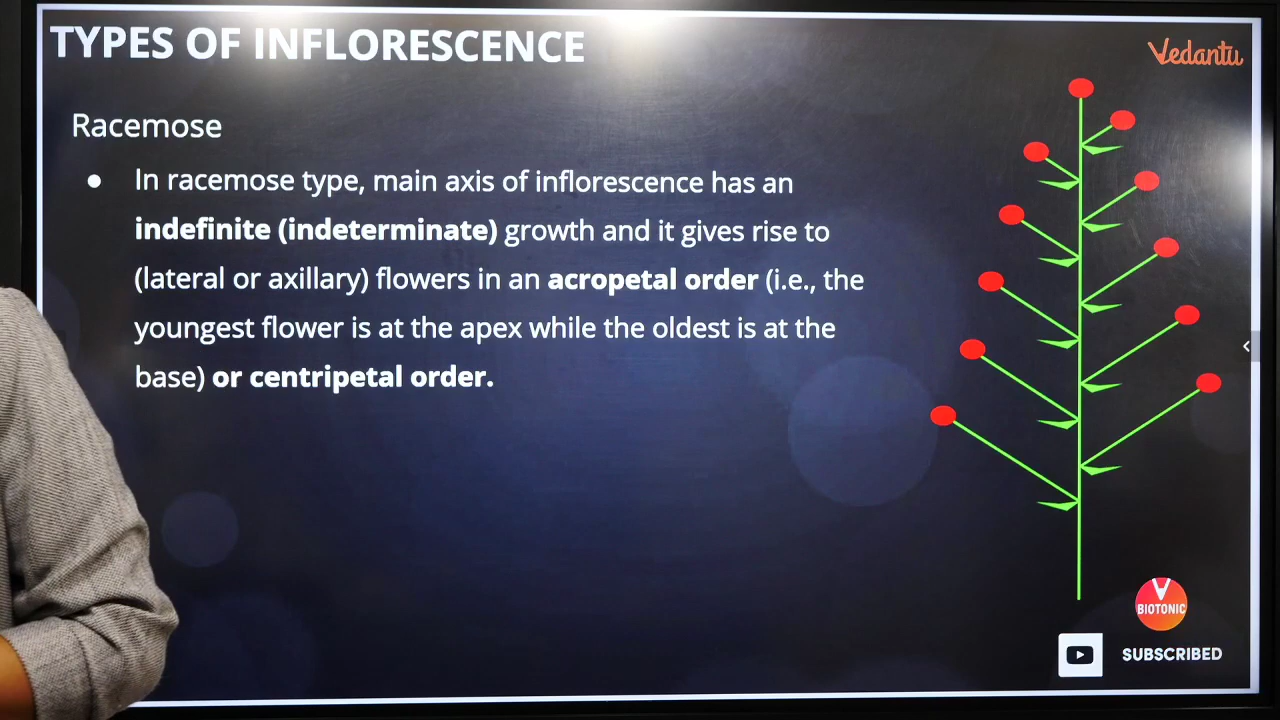 TYPES OF INFLORESCENCE
Vedantu
Racemose
● In racemose type, main axis of inflorescence has an
indefinite (indeterminate) growth and it gives rise to
(lateral or axillary) flowers in an acropetal order (i.e., the
youngest flower is at the apex while the oldest is at the
base) or centripetal order.
BIOTONIC
SUBSCRIBED